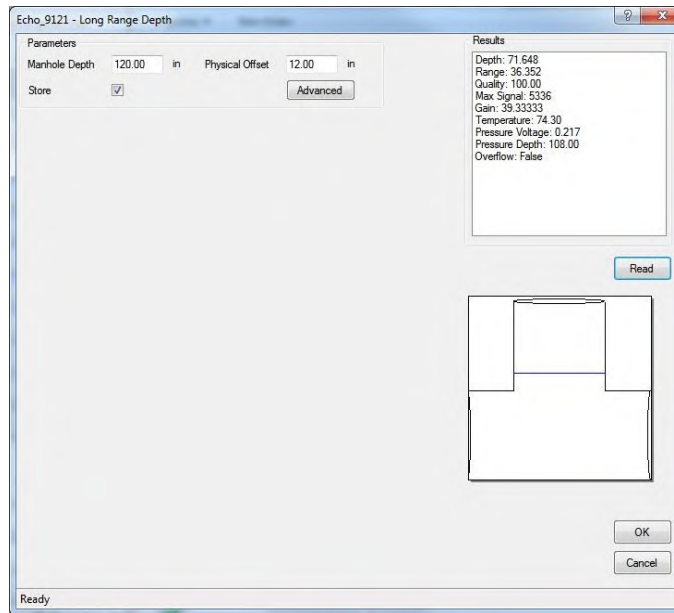 Echo_9121 - Long Range Depth
Parameters
Manhole Depth 120.00 in Physical Offset 12.00 in
Store Advanced
Results
Depth: 71.648
Range: 36.352
Quality: 100.00
Max Signal: 5336
Gain: 39.33333
Temperature: 74.30
Pressure Voltage: 0.217
Pressure Depth: 108.00
Overflow: False
Read
OK
Cancel
Ready